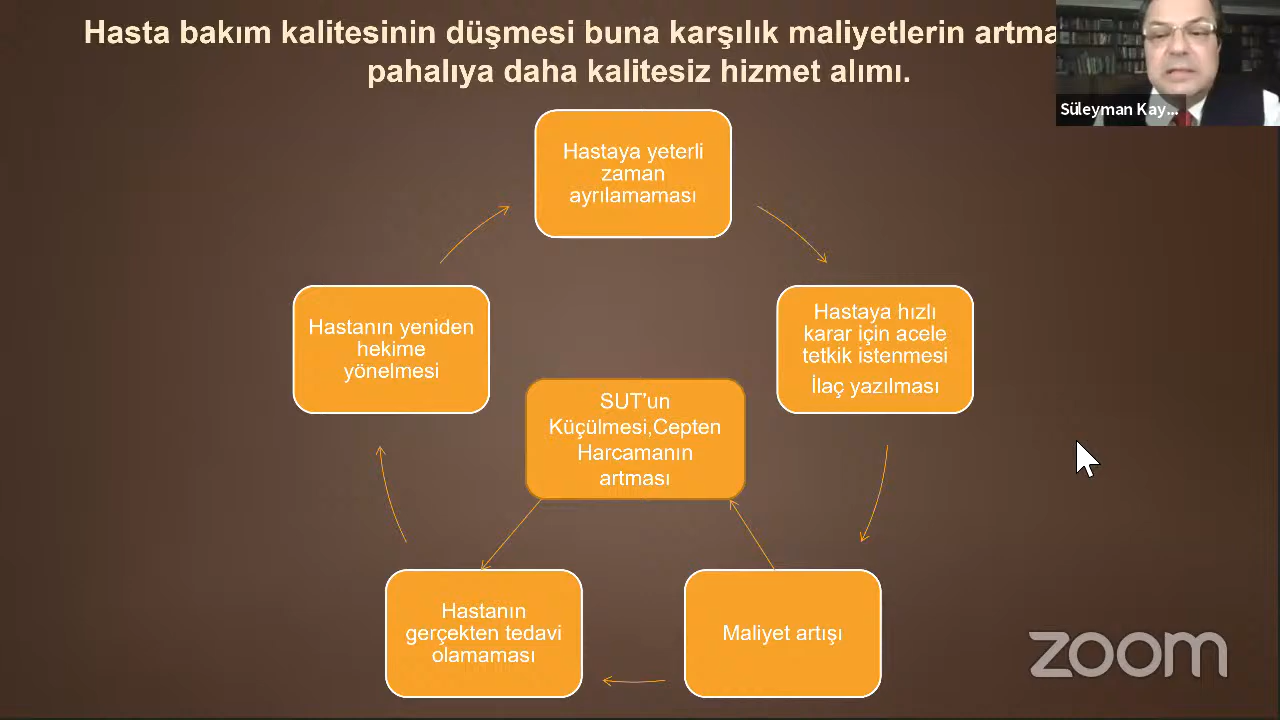 Hasta bakım kalitesinin düşmesi buna karşılık maliyetlerin
pahalıya daha kalitesiz hizmet alımı.
Süleyman Kay...
Hastaya yeterli
zaman
ayrılamaması
Hastaya hızlı
karar için acele
tetkik istenmesi
İlaç yazılması
Maliyet artışı
Hastanın
gerçekten tedavi
olamaması
Hastanın yeniden
hekime
yönelmesi
SUT'un
Küçülmesi,Cepten
Harcamanın
artması
zoom